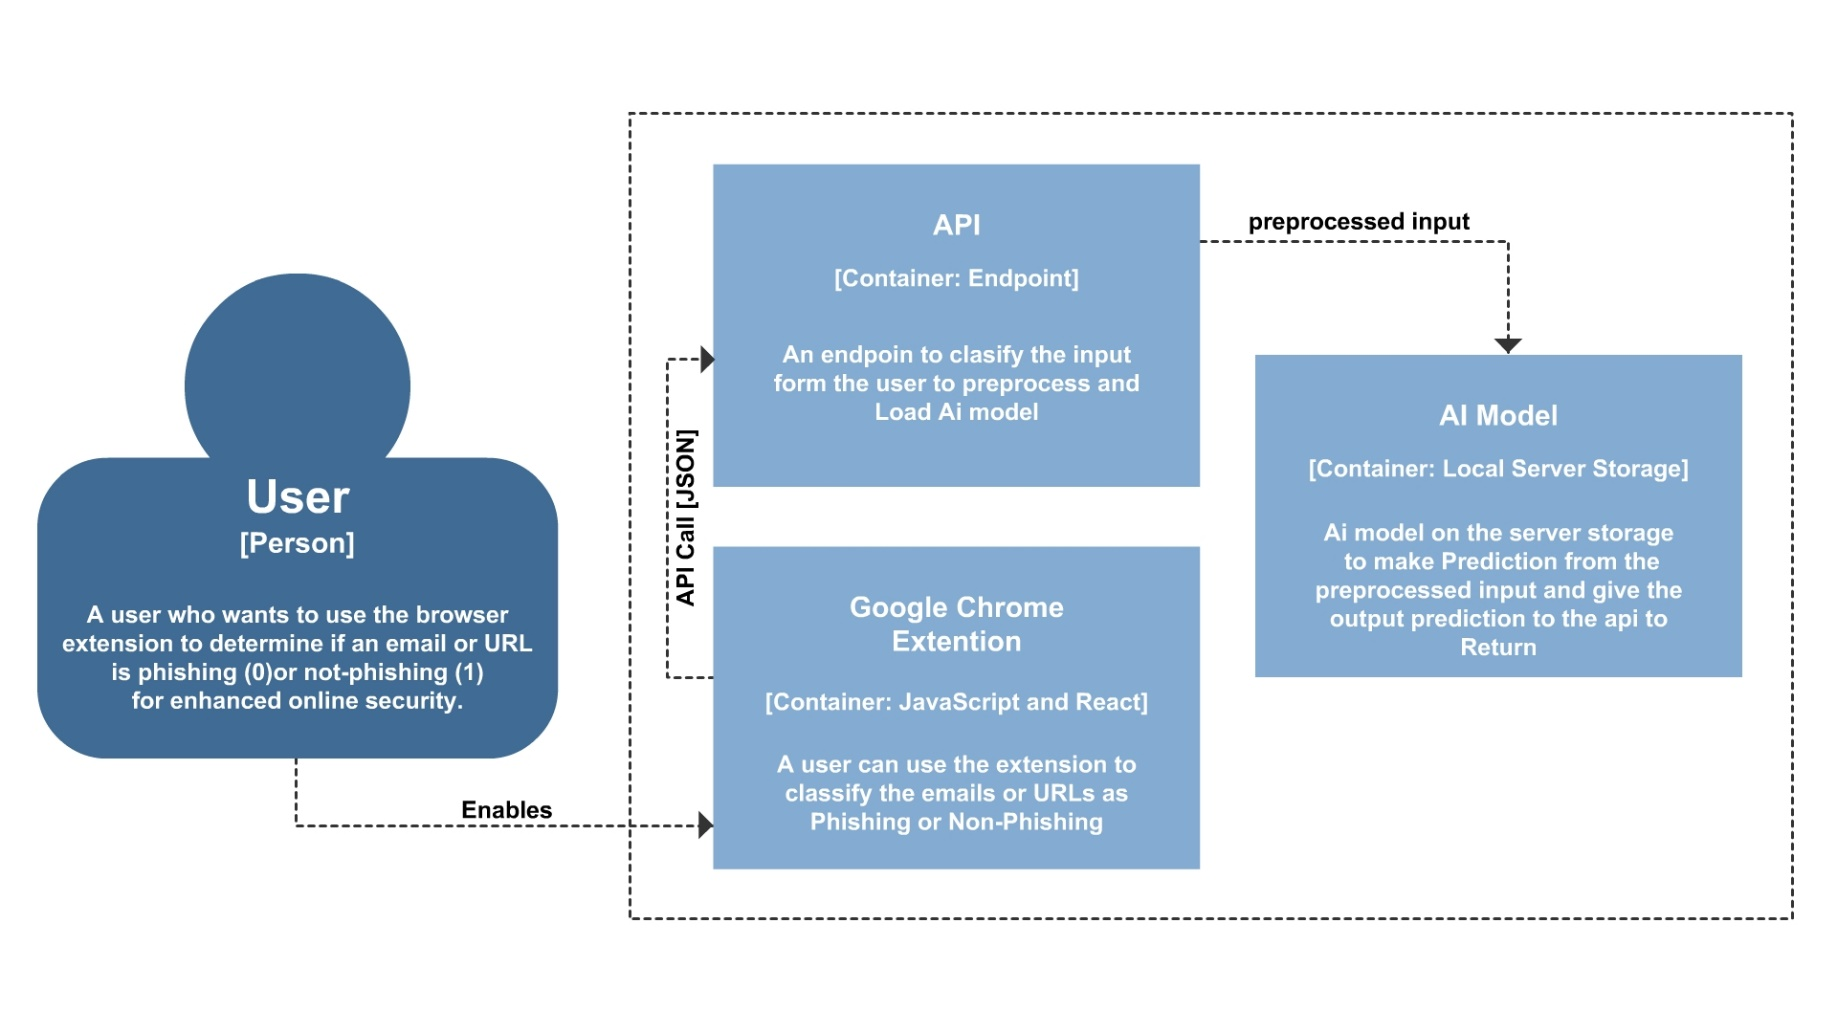 User
[Person]
A user who wants to use the browser
extension to determine if an email or URL
is phishing (0)or not-phishing (1)
for enhanced online security.
Enables
API
[Container: Endpoint]
An endpoin to clasify the input
form the user to preprocess and
Load Ai model
API Call [JSON]
Google Chrome
Extention
[Container: JavaScript and React]
A user can use the extension to
classify the emails or URLs as
Phishing or Non-Phishing
preprocessed input
AI Model
[Container: Local Server Storage]
Ai model on the server storage
to make Prediction from the
preprocessed input and give the
output prediction to the api to
Return